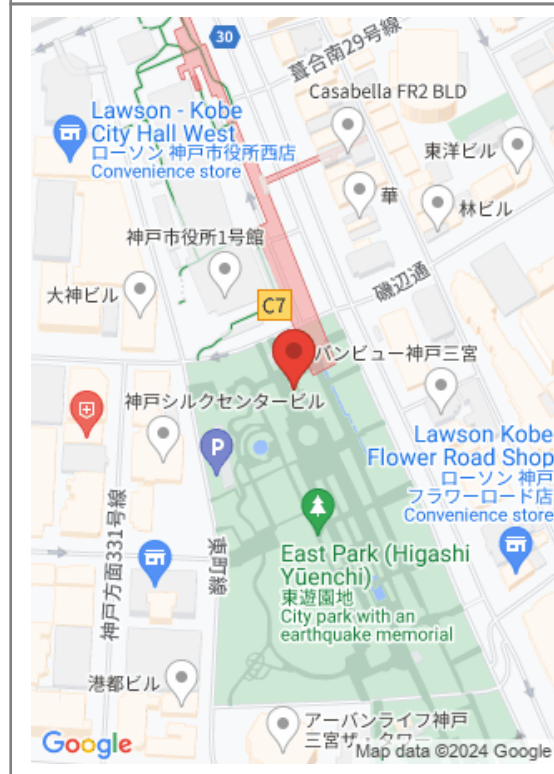 30
葺合南29号線
Casabella FR2 BLD
Lawson - Kobe
City Hall West
ローソン 神戸
市役所西店
Convenience store
東洋ビル
華
林ビル
神戸市役所1号館
大神ビル
C7
磯辺通
バンビュー神戸三宮
神戸シルクセンタービル
P
Lawson Kobe
Flower Road Shop
ローソン 神戸
フラワーロード店
Convenience store
神戸方面331号線
東町線
East Park (Higashi
Yūenchi)
東遊園地
City park with an
earthquake memorial
港都ビル
アーバンライフ神戸
三宮ザ・タワー
Google
Map data ©2024 Google